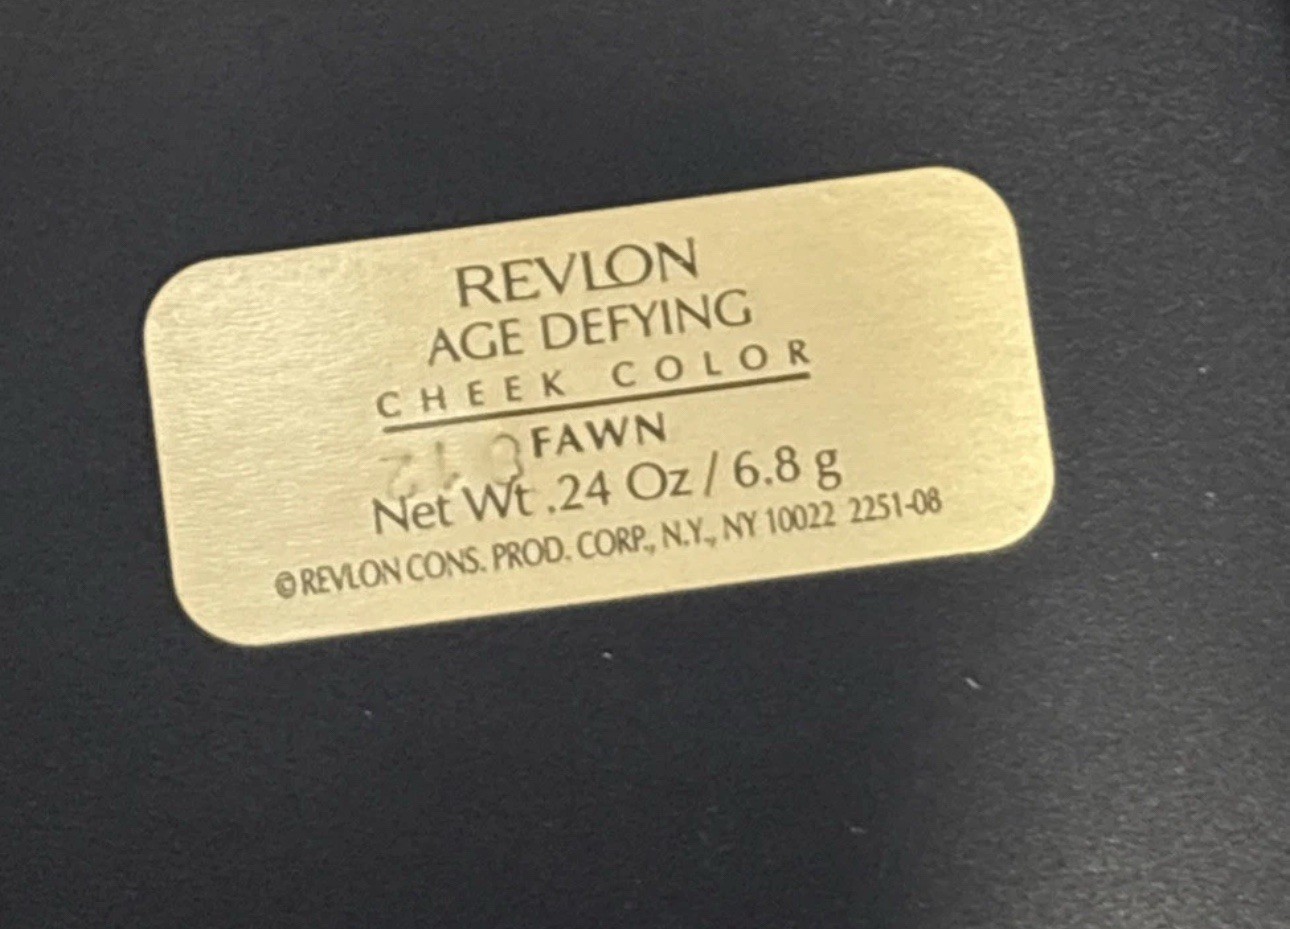 REVLON
AGE DEFYING
CHEEK COLOR
FAWN
Net Wt .24 Oz / 6.8 g
© REVLON CONS. PROD. CORP., N.Y., NY 10022 2251-08